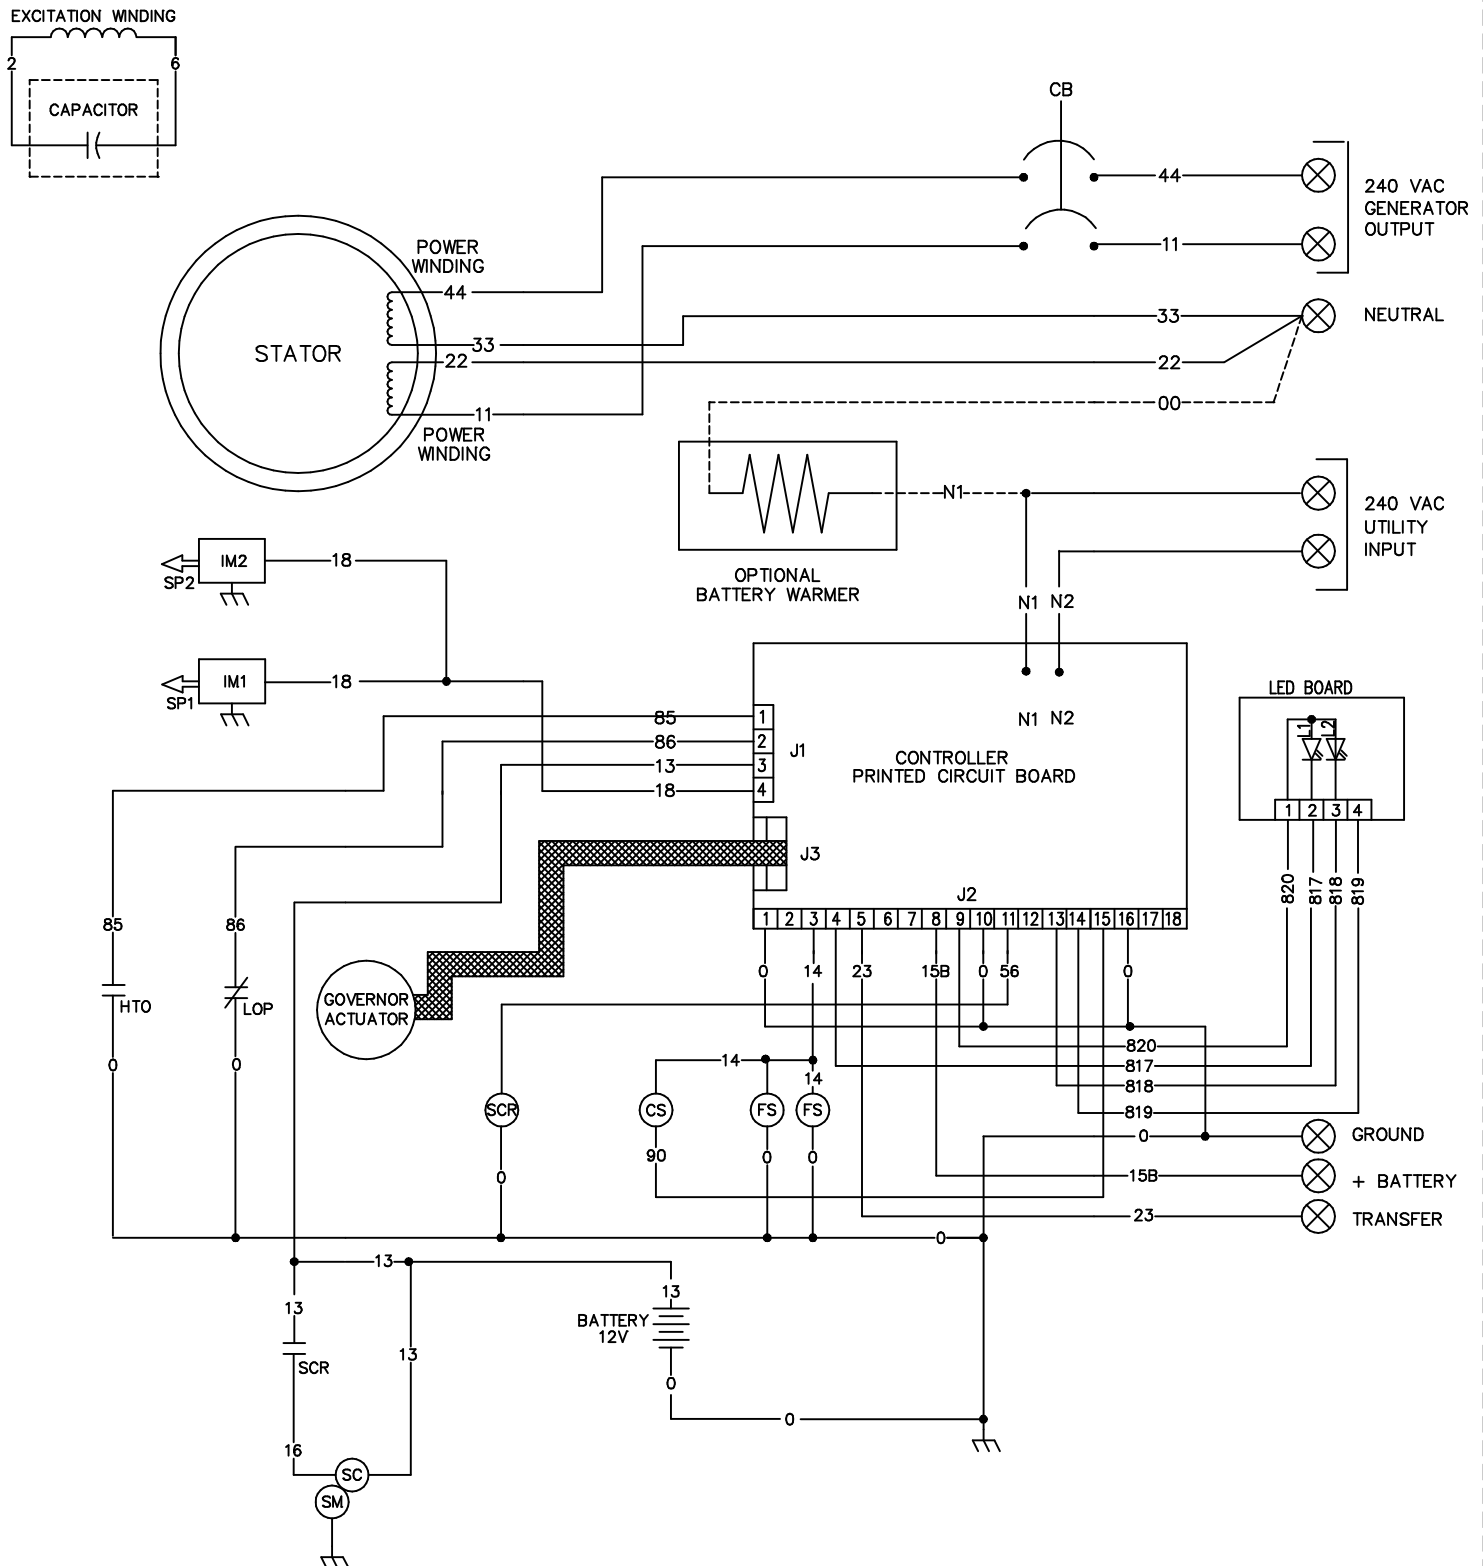 EXCITATION WINDING
2
6
CAPACITOR
CB
44
240 VAC
GENERATOR
OUTPUT
11
POWER
WINDING
44
33
NEUTRAL
STATOR
33
22
22
00
11
POWER
WINDING
N1
240 VAC
UTILITY
INPUT
IM2
18
SP2
OPTIONAL
BATTERY WARMER
N1 N2
IM1
18
SP1
LED BOARD
85
1
N1 N2
L1
L2
86
2
J1
13
3
CONTROLLER
PRINTED CIRCUIT BOARD
18
4
1 2 3 4
J3
820
817
818
819
J2
1 2 3 4 5 6 7 8 9 10 11 12 13 14 15 16 17 18
85
86
0
14
23
15B
0
56
0
HTO
LOP
GOVERNOR
ACTUATOR
820
0
0
14
14
817
818
SCR
CS
FS
FS
819
0
GROUND
90
0
0
0
15B
+ BATTERY
23
TRANSFER
0
13
13
13
BATTERY
12V
SCR
13
0
0
16
SC
SM